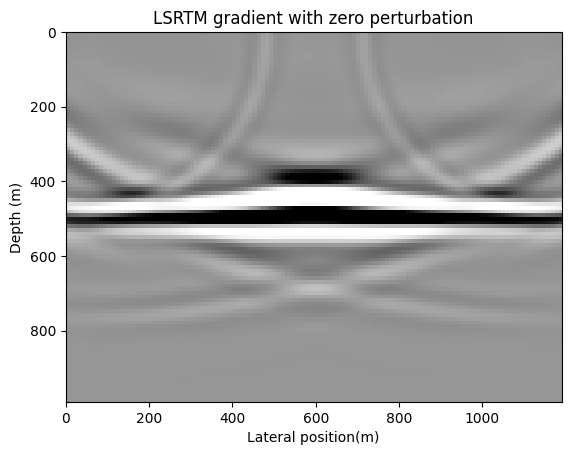 LSRTM gradient with zero perturbation
0
200
400
600
800
Depth (m)
0 200 400 600 800 1000
Lateral position(m)